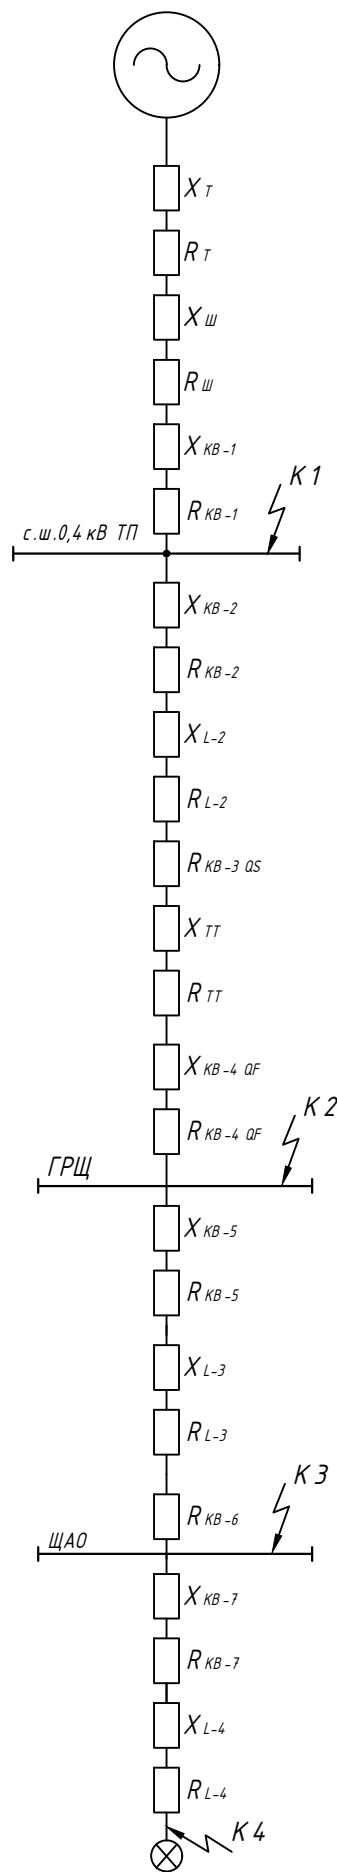 X Т
R Т
X Ш
R Ш
X КВ-1
R КВ-1
К1
с.ш.0,4 кВ ТП
X КВ-2
R КВ-2
X L-2
R L-2
R КВ-3 QS
X ТТ
R ТТ
X КВ-4 QF
R КВ-4 QF
К2
ГРЩ
X КВ-5
R КВ-5
X L-3
R L-3
К3
R КВ-6
ЩАО
X КВ-7
R КВ-7
X L-4
R L-4
К4